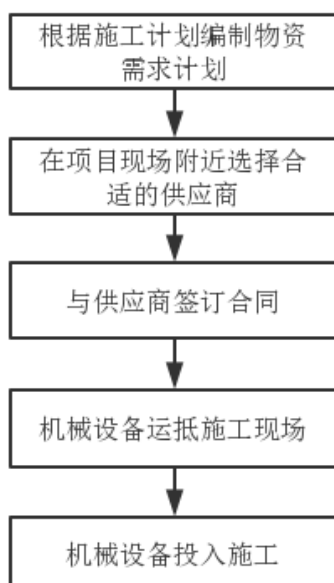 根据施工计划编制物资
需求计划
在项目现场附近选择合
适的供应商
与供应商签订合同
机械设备运抵施工现场
机械设备投入施工